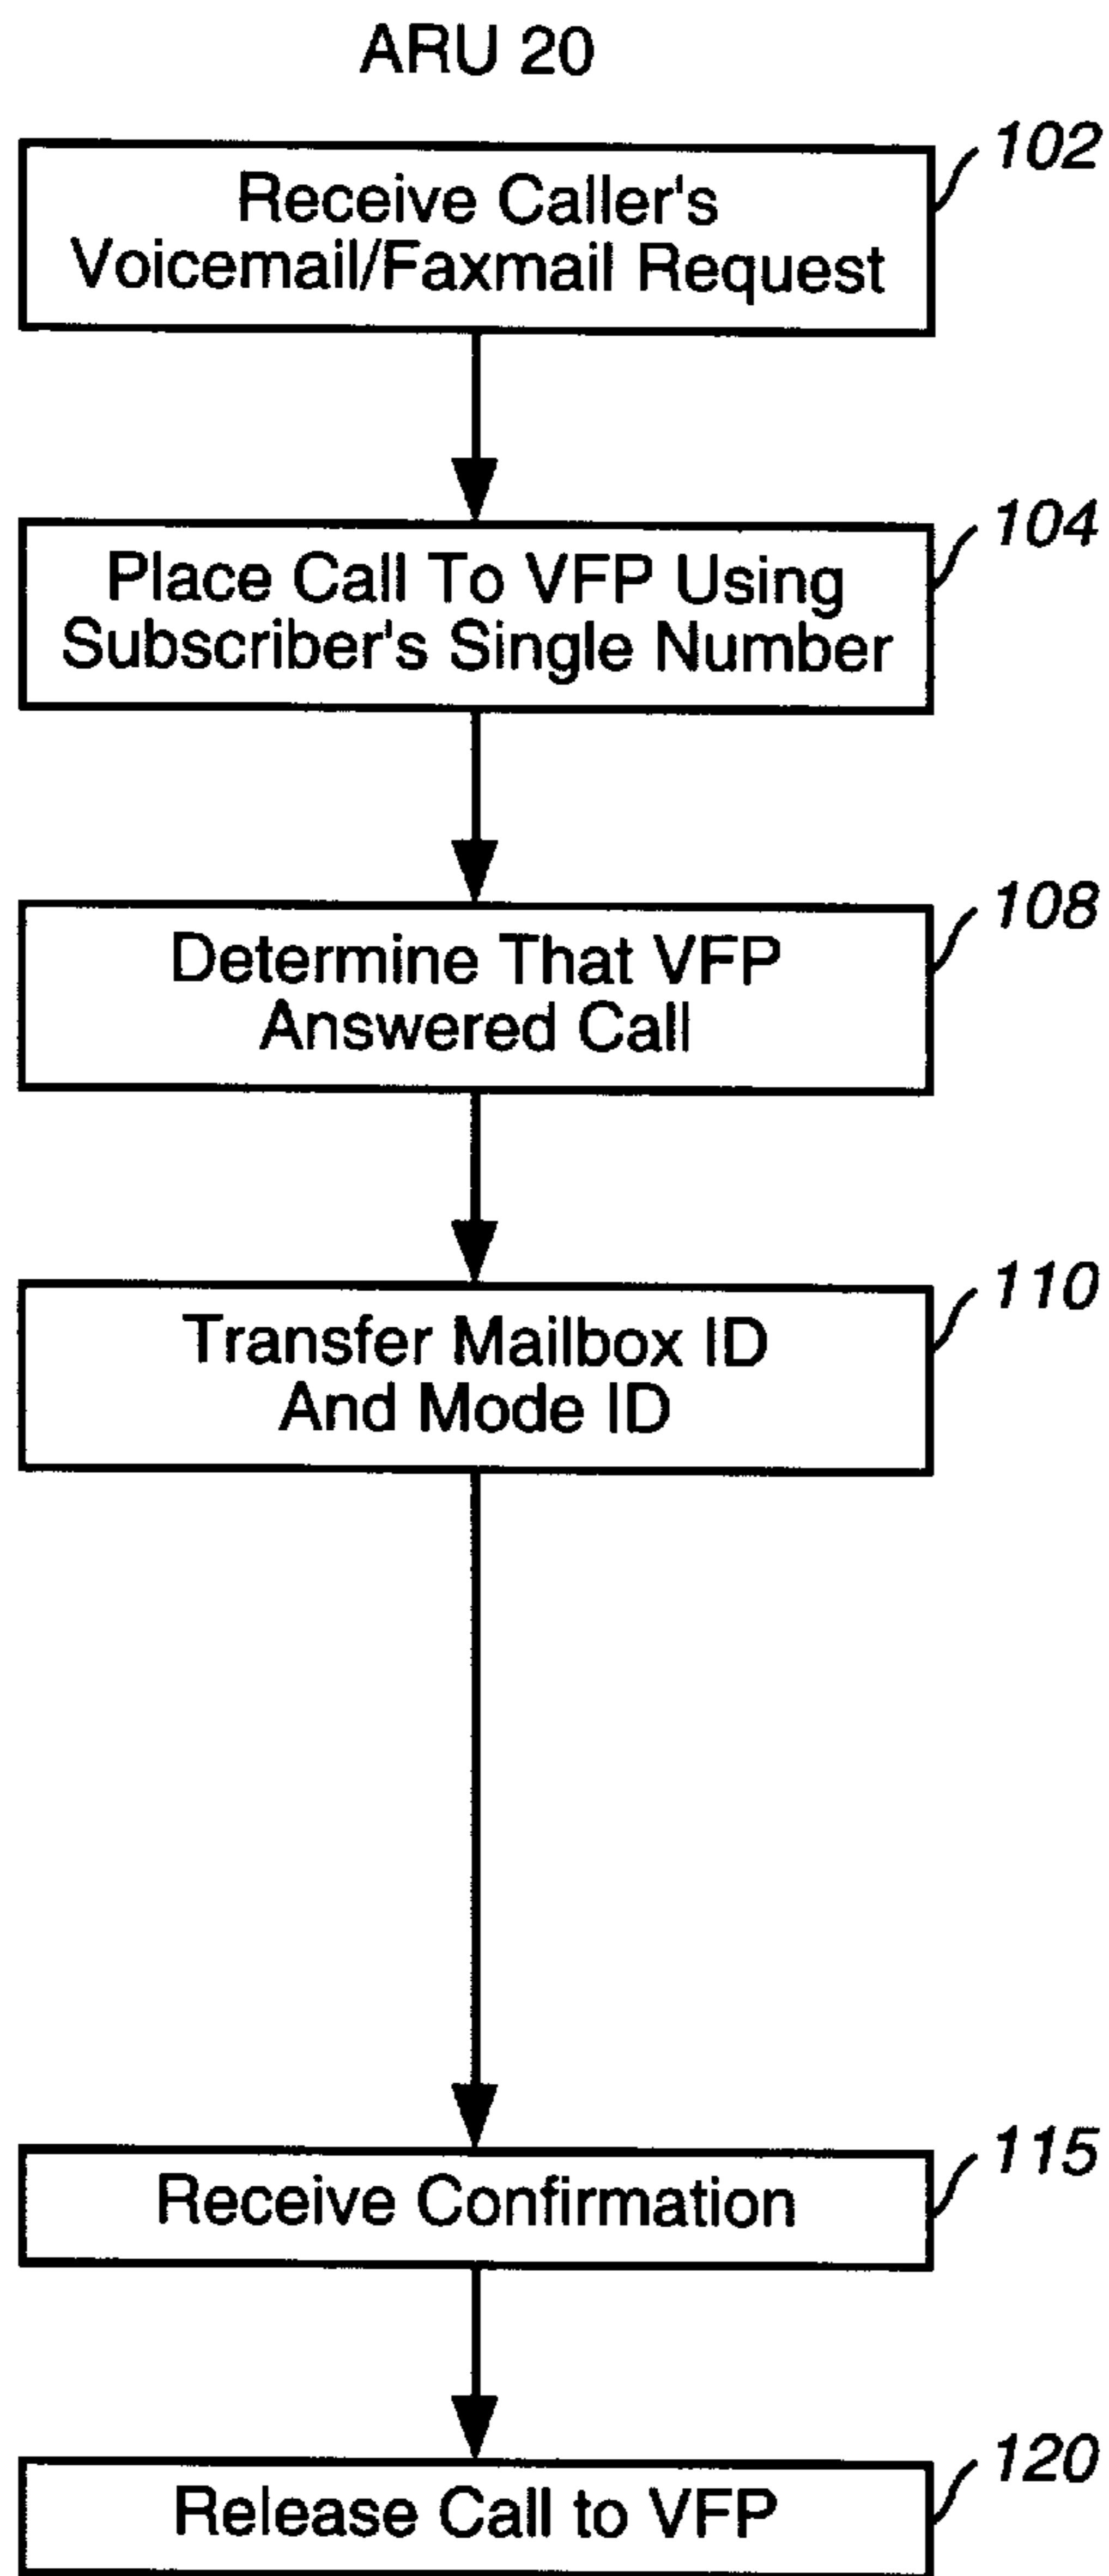 ARU 20
102
Receive Caller's
Voicemail/Faxmail Request
104
Place Call To VFP Using
Subscriber's Single Number
108
Determine That VFP
Answered Call
110
Transfer Mailbox ID
And Mode ID
115
Receive Confirmation
120
Release Call to VFP